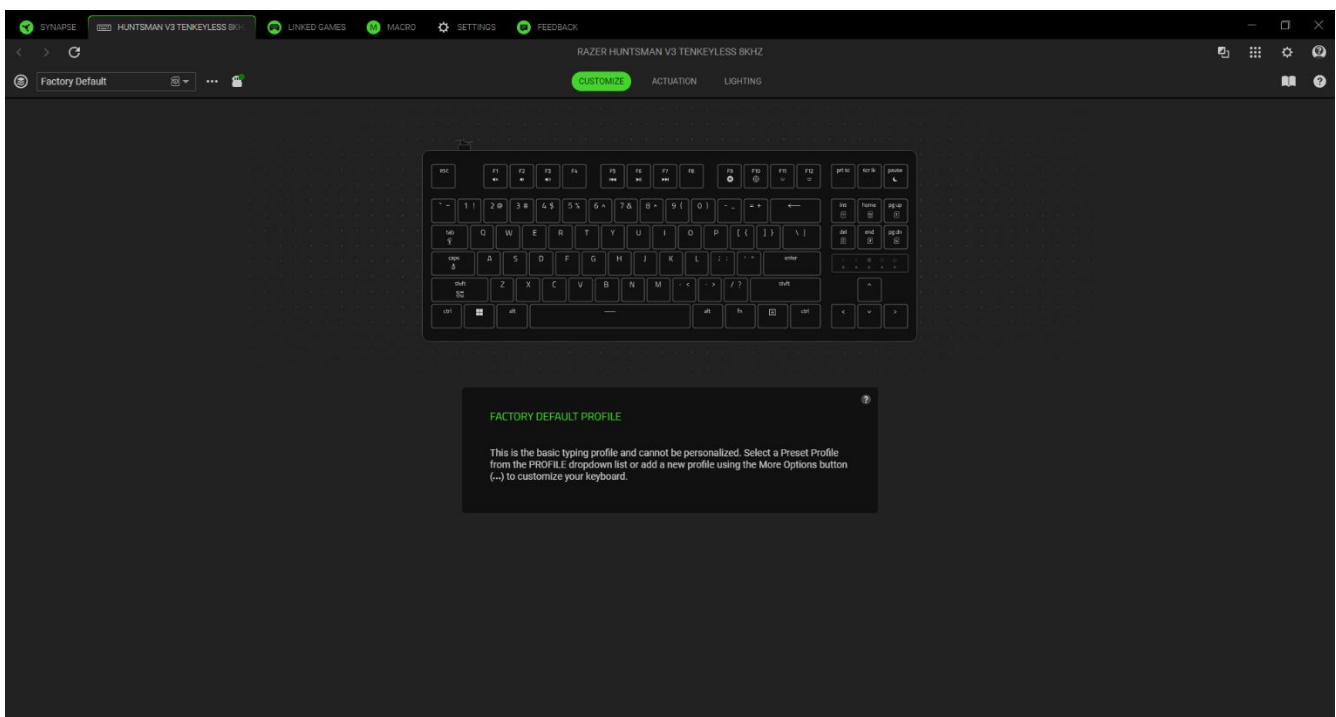 SYNAPSE
HUNTSMAN V3 TENKEYLESS 8KH
LINKED GAMES
M MACRO
SETTINGS
FEEDBACK
RAZER HUNTSMAN V3 TENKEYLESS 8KHZ
Factory Default
CUSTOMIZE
ACTUATION
LIGHTING
esc F1 F2 F3 F4 F5 F6 F7 F8 F9 F10 F11 F12 prt sc scr lk pause
` ~ 1 ! 2 @ 3 # 4 $ 5 % 6 ^ 7 & 8 * 9 ( 0 ) - _ = + ins home pg up
tab Q W E R T Y U I O P [ { ] } \ | del end pg dn
caps A S D F G H J K L ; : ' " enter
shift Z X C V B N M , < . > / ? shift
ctrl alt alt fn ctrl
FACTORY DEFAULT PROFILE
This is the basic typing profile and cannot be personalized. Select a Preset Profile
from the PROFILE dropdown list or add a new profile using the More Options button
(...) to customize your keyboard.